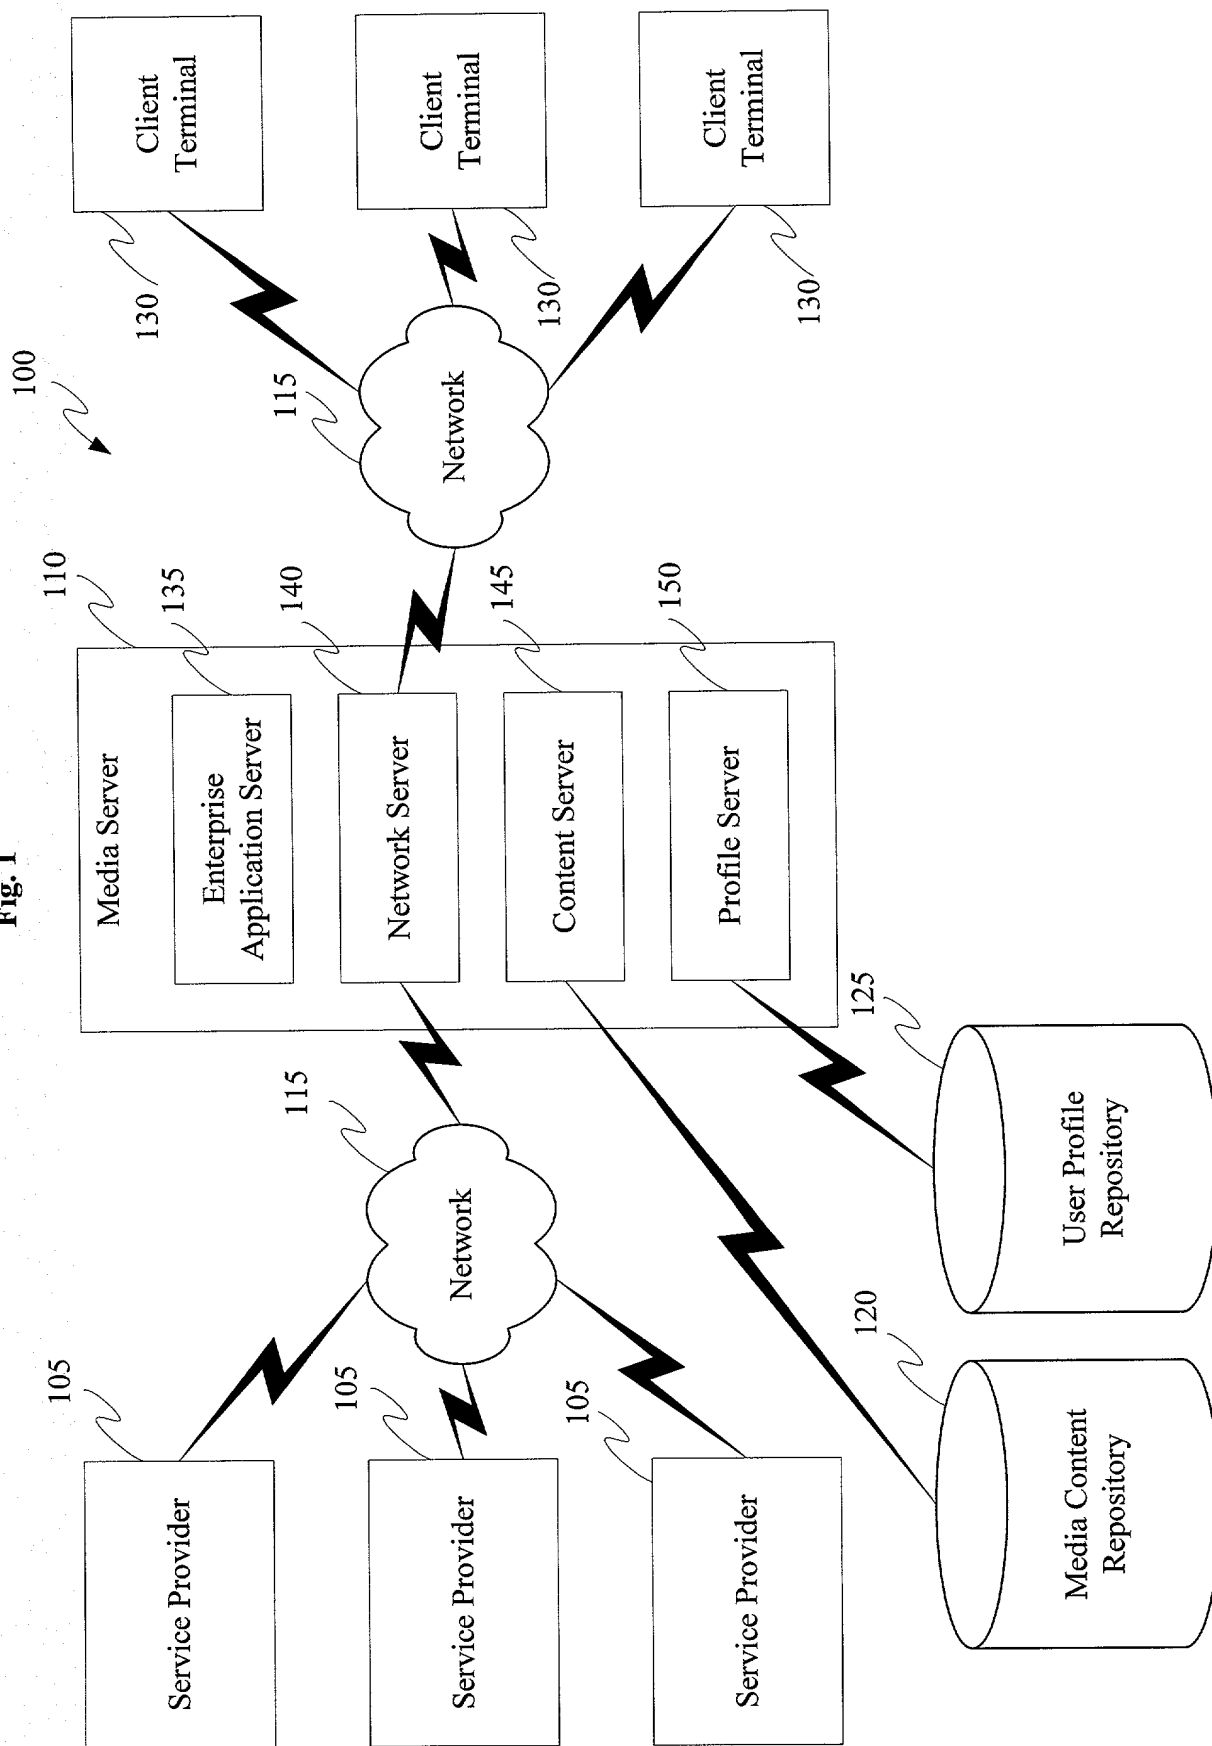 Fig. 1
100
110
Media Server
135
Enterprise
Application Server
140
Network Server
145
Content Server
150
Profile Server
105
Service Provider
105
Service Provider
105
Service Provider
115
Network
115
Network
130
Client
Terminal
130
Client
Terminal
130
Client
Terminal
120
Media Content
Repository
125
User Profile
Repository